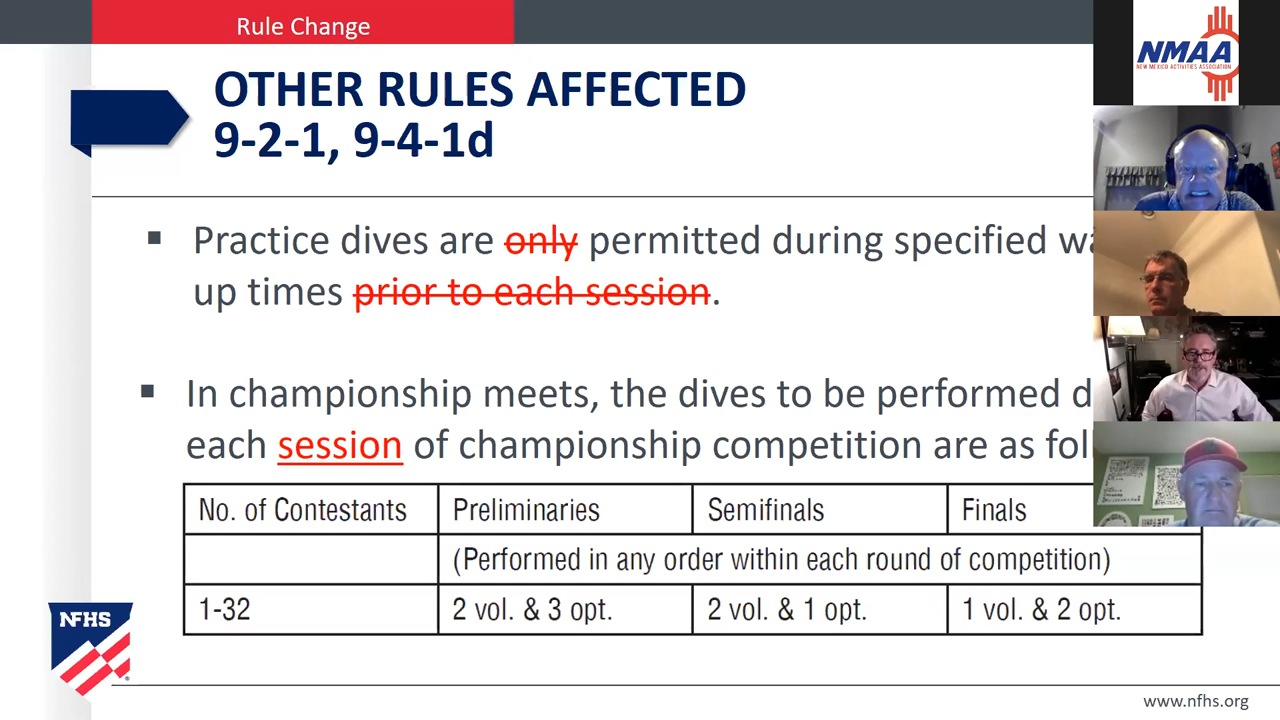 Rule Change
OTHER RULES AFFECTED
9-2-1, 9-4-1d
NMAA
NEW MEXICO ACTIVITIES ASSOCIATION
▪ Practice dives are only permitted during specified
up times prior to each session.
▪ In championship meets, the dives to be performed
each session of championship competition are as
No. of Contestants Preliminaries Semifinals Finals
(Performed in any order within each round of competition)
1-32 2 vol. & 3 opt. 2 vol. & 1 opt. 1 vol. & 2 opt.
NFHS
www.nfhs.org